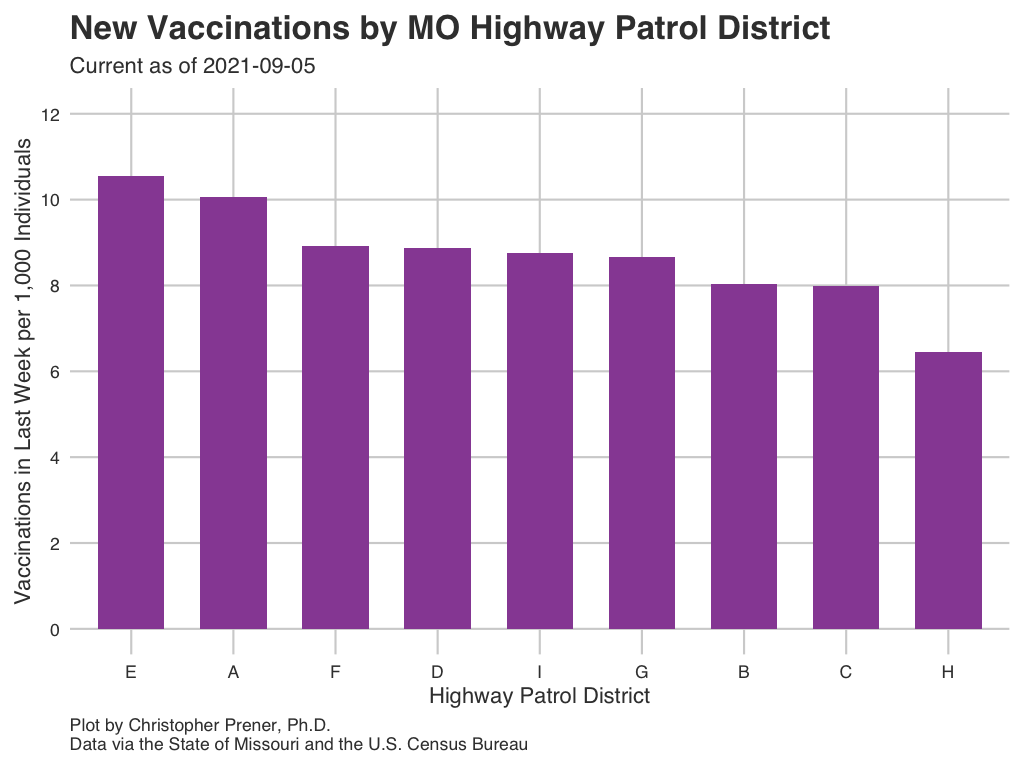 New Vaccinations by MO Highway Patrol District
Current as of 2021-09-05
Vaccinations in Last Week per 1,000 Individuals
12
10
8
6
4
2
0
E A F D I G B C H
Highway Patrol District
Plot by Christopher Prener, Ph.D.
Data via the State of Missouri and the U.S. Census Bureau